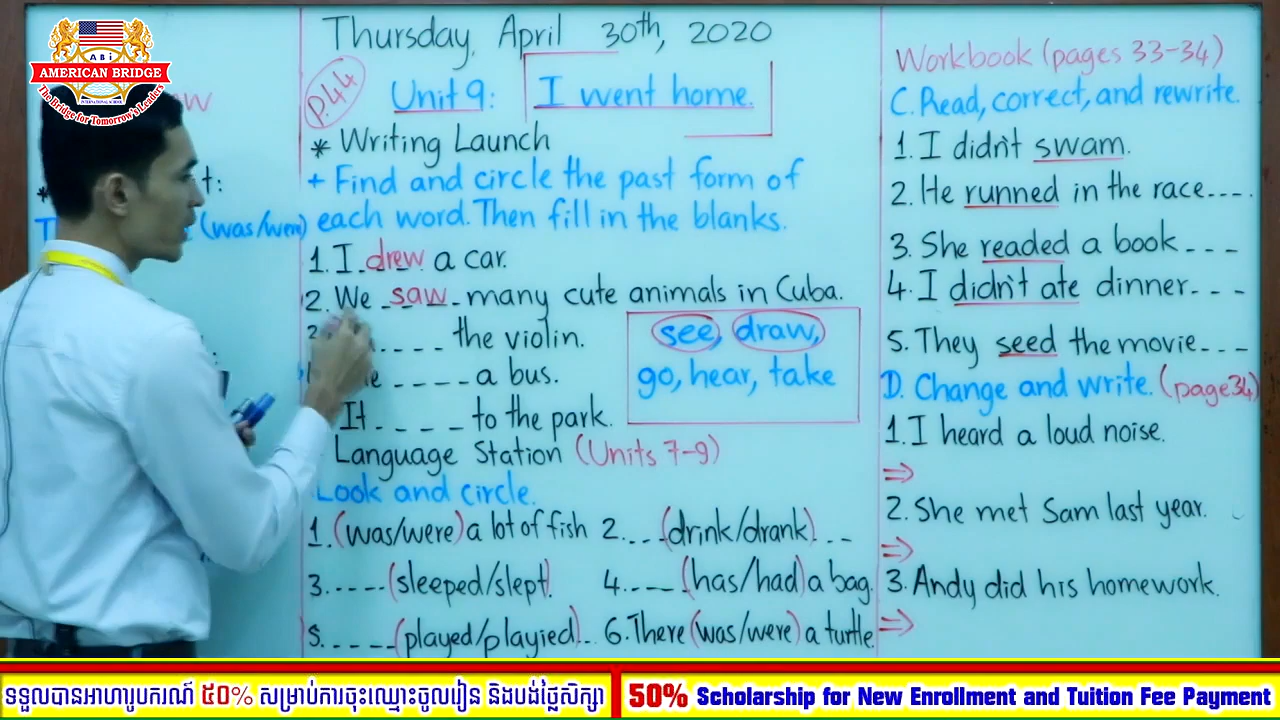 ABi
AMERICAN BRIDGE
INTERNATIONAL SCHOOL
The Bridge for Tomorrow's Leaders
Thursday, April 30th, 2020
P.44
Unit 9: I went home.
* Writing Launch
+ Find and circle the past form of
(was/were) each word. Then fill in the blanks.
1. I drew a car.
2. We saw many cute animals in Cuba.
---- the violin.
---- a bus.
It ---- to the park.
see, draw,
go, hear, take
Language Station (Units 7-9)
Look and circle.
1. (was/were) a lot of fish 2. --- (drink/drank) --
3. ----- (sleeped/slept). 4. ---- (has/had) a bag.
5. ----- (played/playied).. 6. There (was/were) a turtle.
Workbook (pages 33-34)
C. Read, correct, and rewrite.
1. I didn't swam.
2. He runned in the race----.
3. She readed a book ---
4. I didn't ate dinner---
5. They seed the movie---
D. Change and write. (page 34)
1. I heard a loud noise.
⇒
2. She met Sam last year.
⇒
3. Andy did his homework.
⇒
ទទួលបានអាហារូបករណ៍ ៥០% សម្រាប់ការចុះឈ្មោះចូលរៀន និងបង់ថ្លៃសិក្សា
50% Scholarship for New Enrollment and Tuition Fee Payment